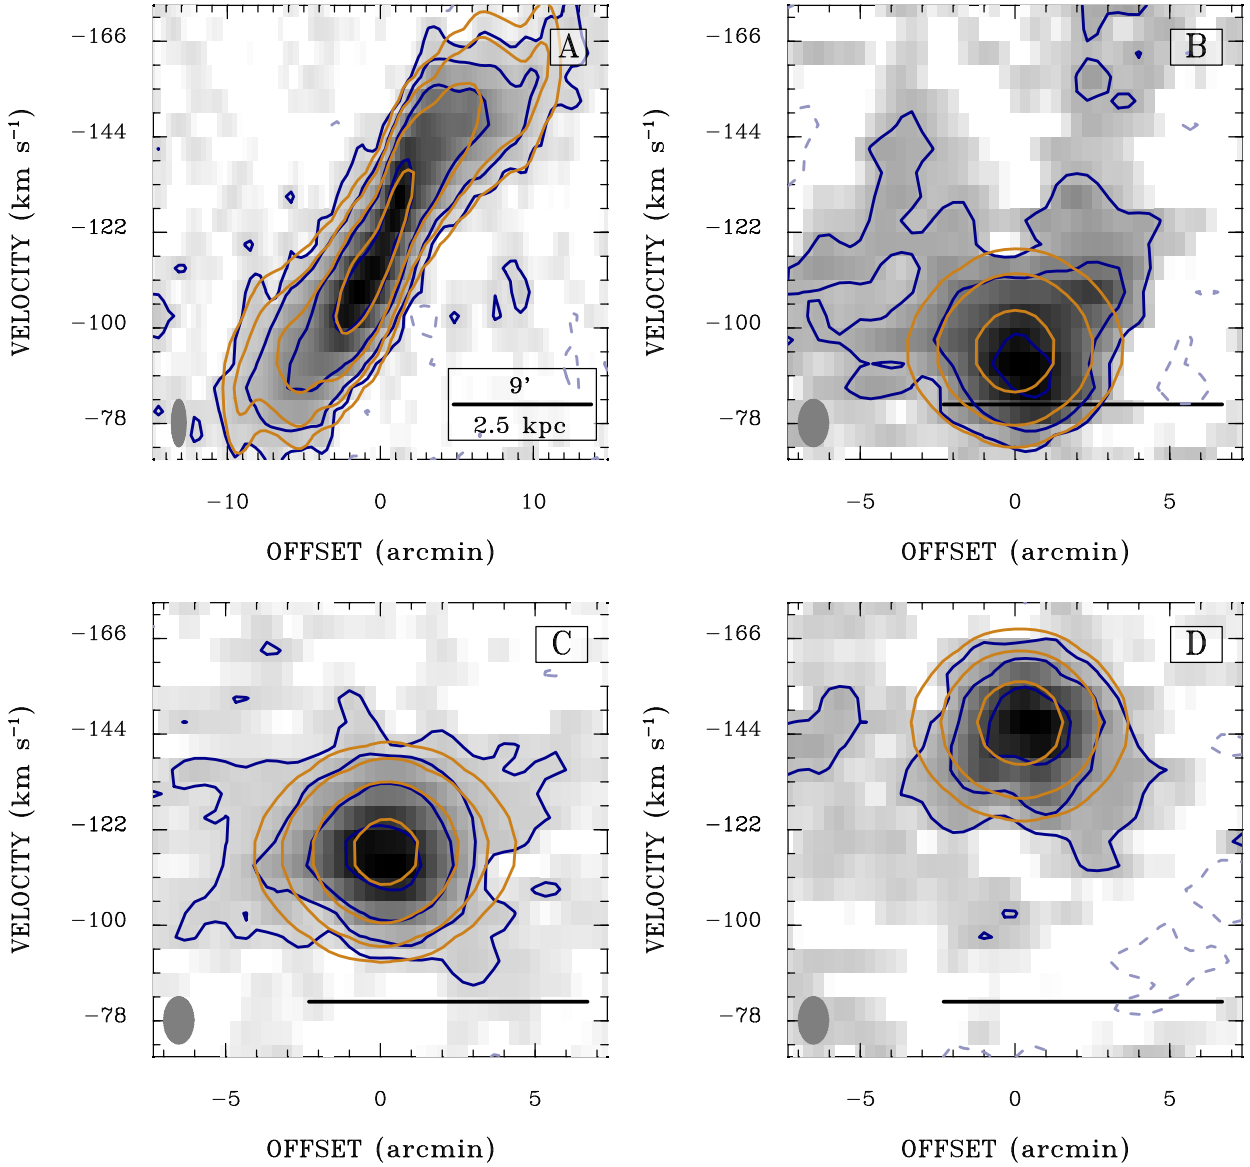 A
−166
−144
−122
−100
−78
VELOCITY (km s⁻¹)
9'
2.5 kpc
−10 0 10
OFFSET (arcmin)
B
−166
−144
−122
−100
−78
VELOCITY (km s⁻¹)
−5 0 5
OFFSET (arcmin)
C
−166
−144
−122
−100
−78
VELOCITY (km s⁻¹)
−5 0 5
OFFSET (arcmin)
D
−166
−144
−122
−100
−78
VELOCITY (km s⁻¹)
−5 0 5
OFFSET (arcmin)